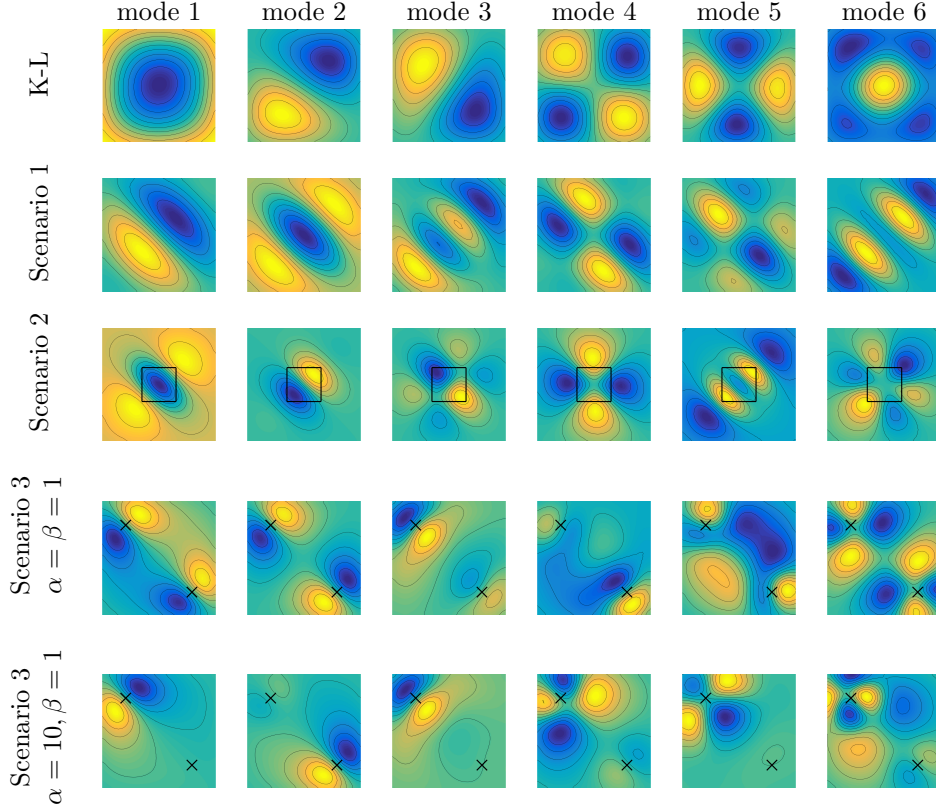 mode 1 mode 2 mode 3 mode 4 mode 5 mode 6
K-L
Scenario 1
Scenario 2
Scenario 3
α = β = 1
Scenario 3
α = 10, β = 1